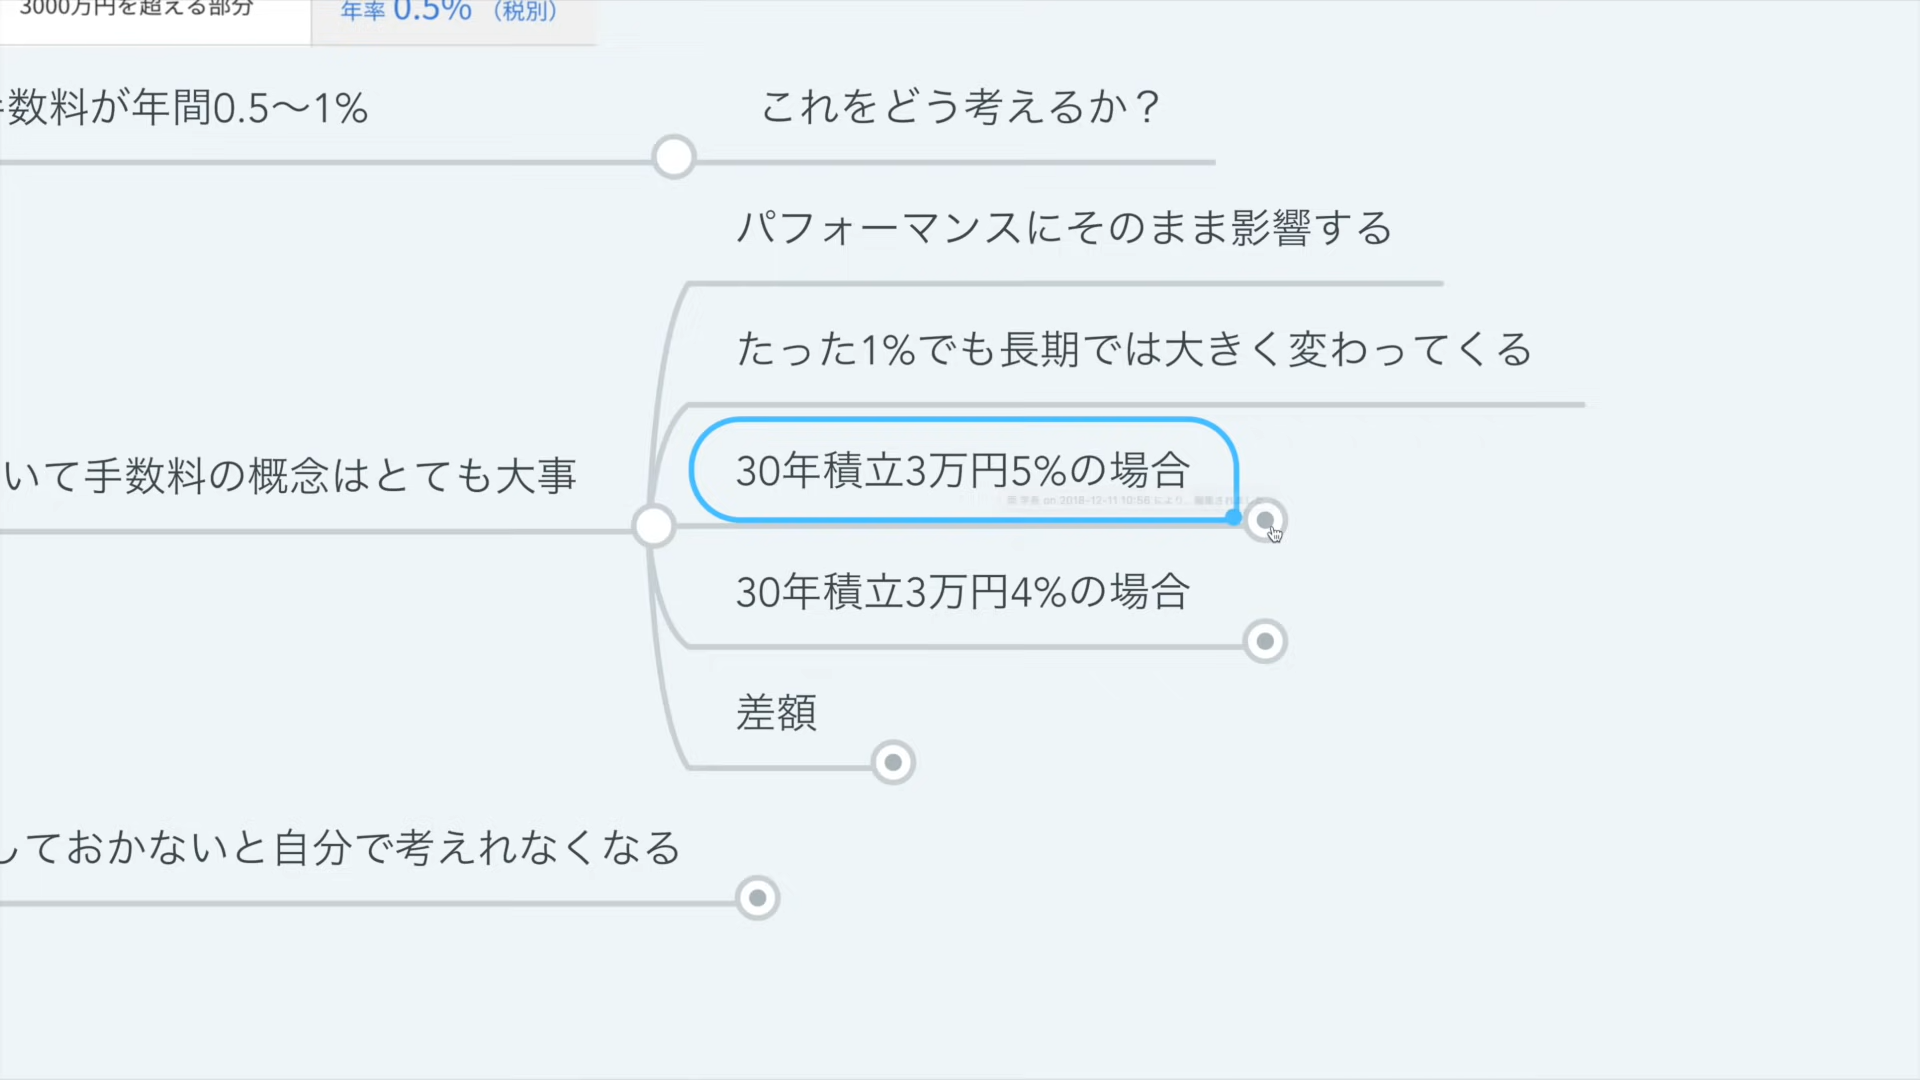 3000万円を超える部分
年率 0.5% (税別)
数料が年間0.5〜1%
これをどう考えるか？
パフォーマンスにそのまま影響する
たった1%でも長期では大きく変わってくる
30年積立3万円5%の場合
いて手数料の概念はとても大事
30年積立3万円4%の場合
差額
しておかないと自分で考えれなくなる